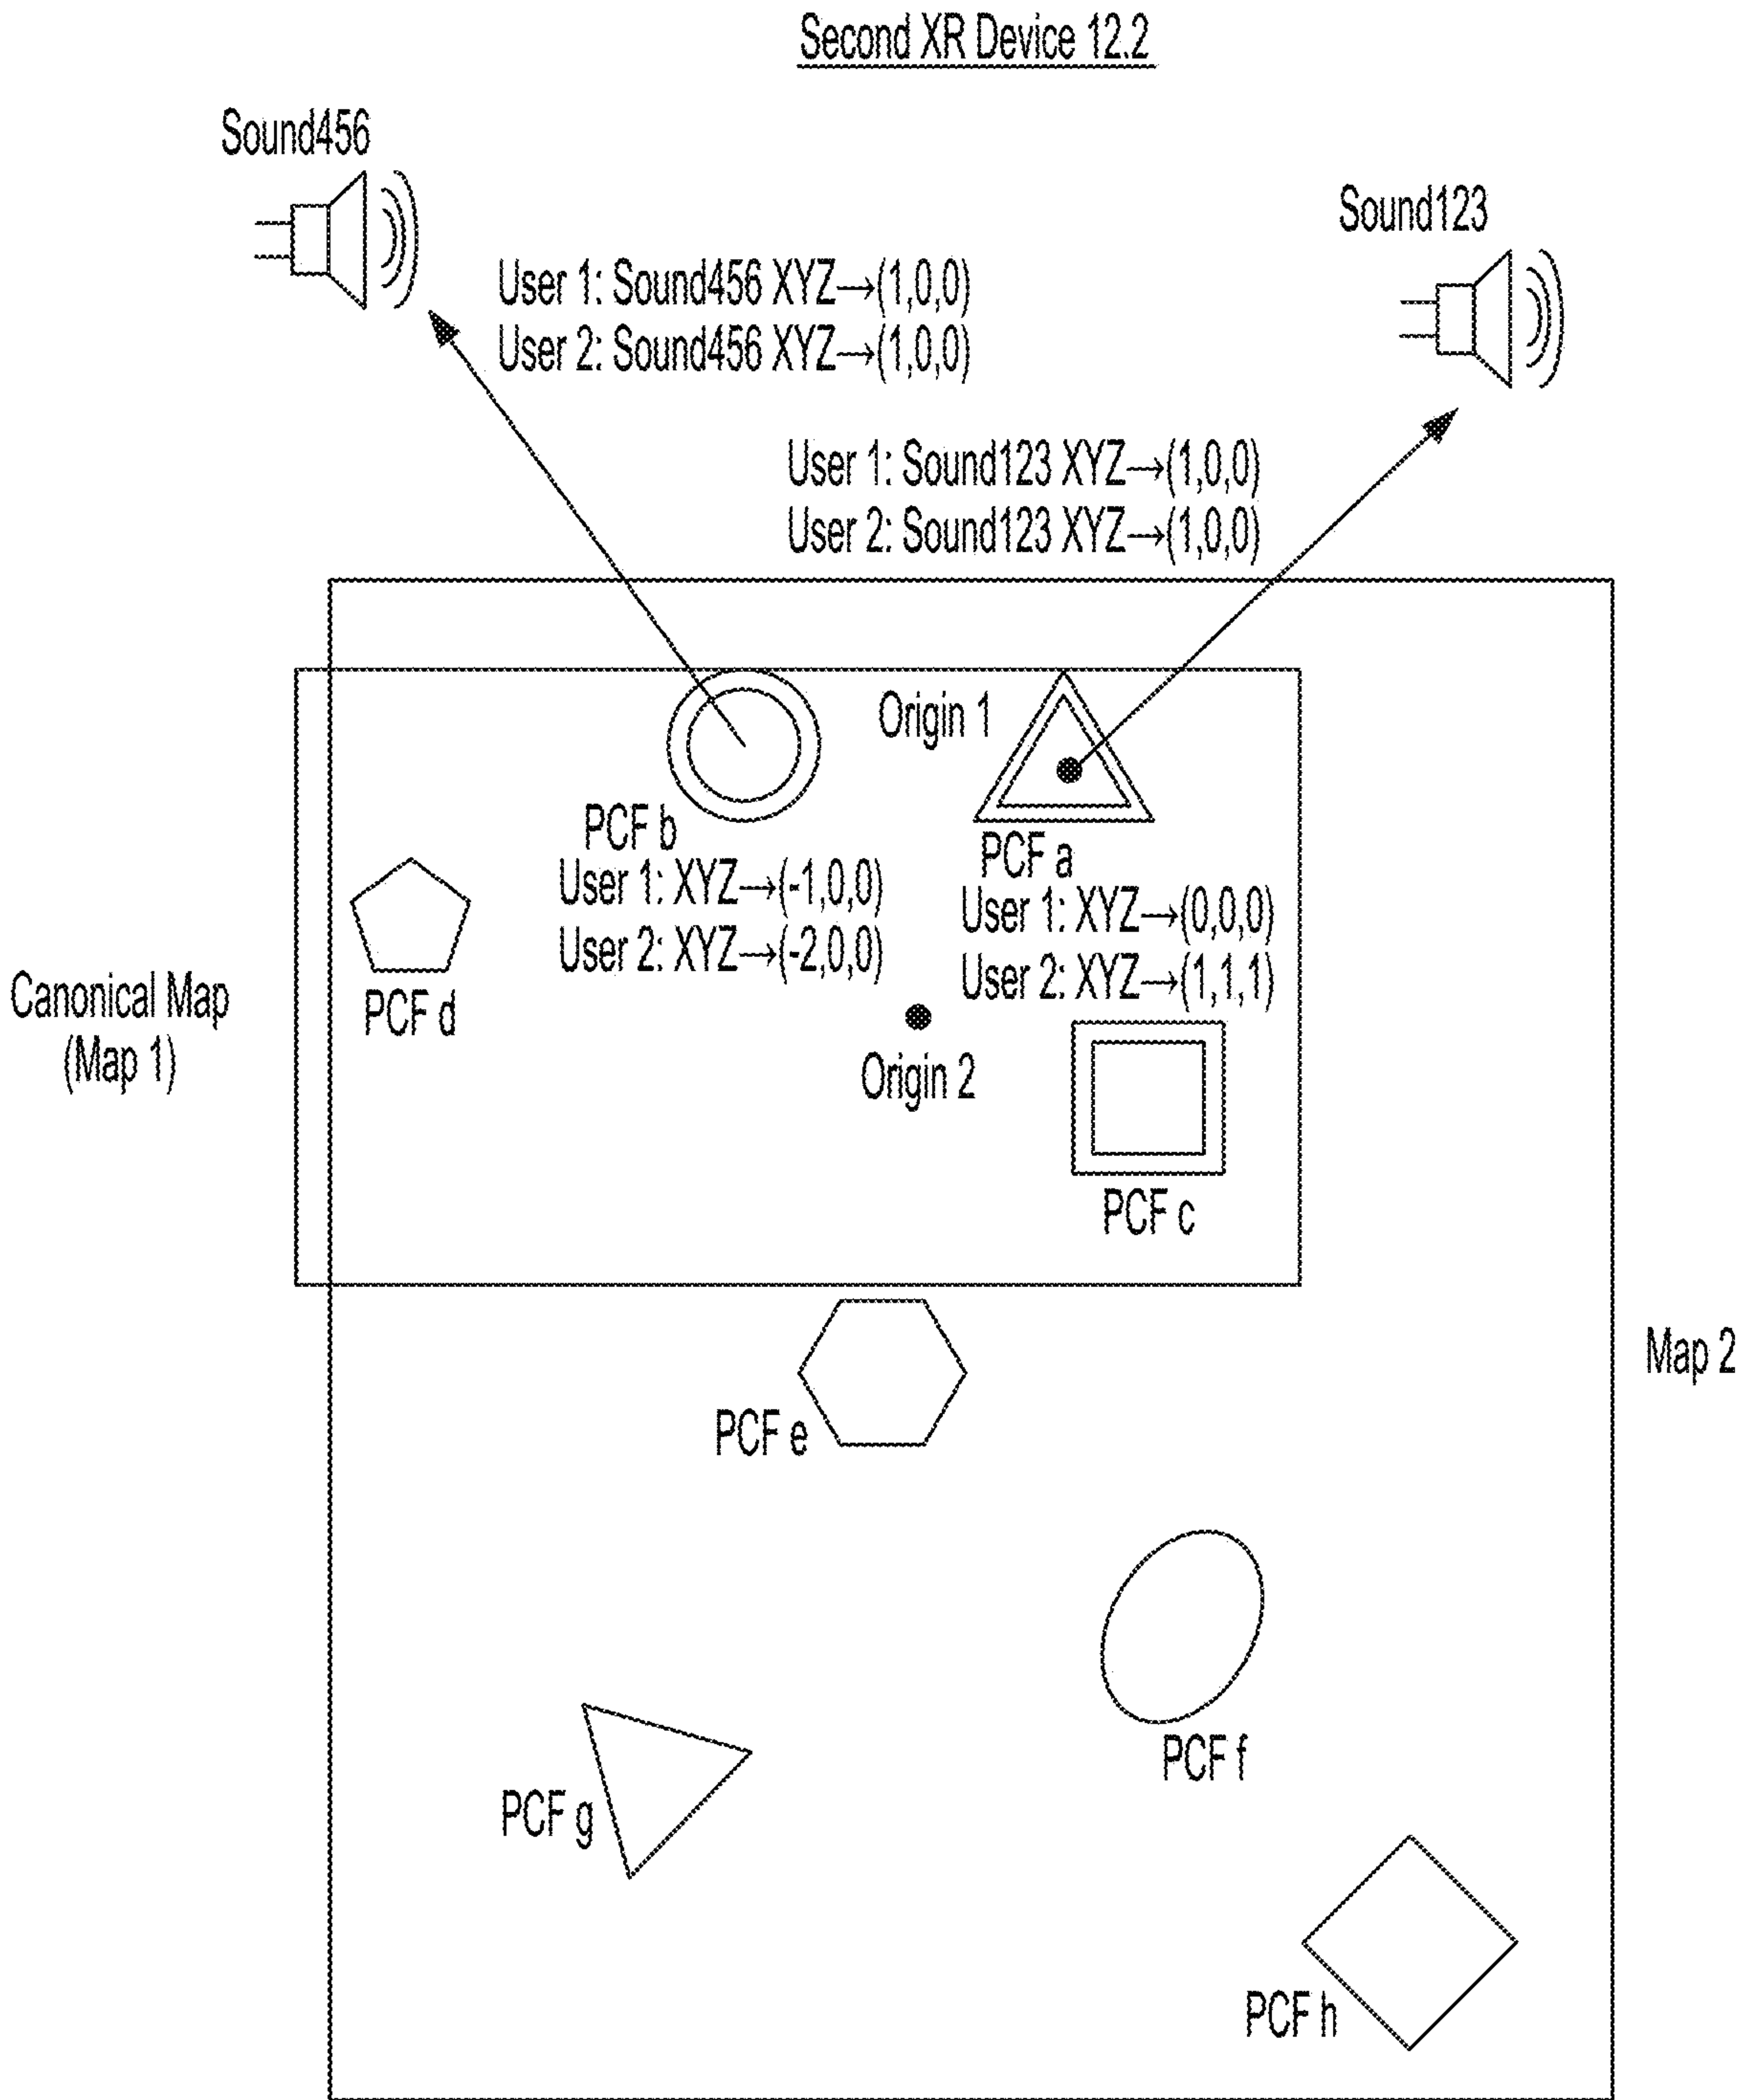 Second XR Device 12.2
Sound456
Sound123
User 1: Sound456 XYZ→(1,0,0)
User 2: Sound456 XYZ→(1,0,0)
User 1: Sound123 XYZ→(1,0,0)
User 2: Sound123 XYZ→(1,0,0)
Origin 1
PCF b
User 1: XYZ→(-1,0,0)
User 2: XYZ→(-2,0,0)
PCF a
User 1: XYZ→(0,0,0)
User 2: XYZ→(1,1,1)
Canonical Map
(Map 1)
PCF d
Origin 2
PCF c
Map 2
PCF e
PCF f
PCF g
PCF h